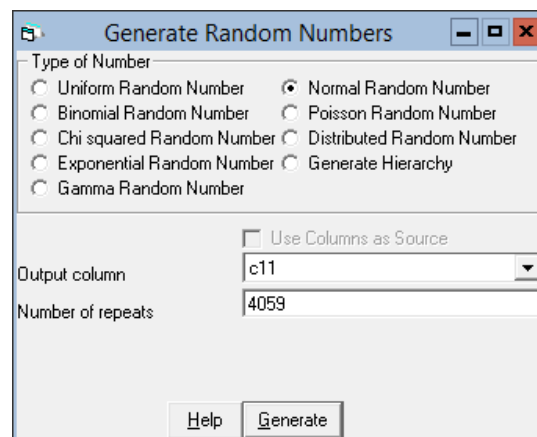 Generate Random Numbers
Type of Number
Uniform Random Number
Normal Random Number
Binomial Random Number
Poisson Random Number
Chi squared Random Number
Distributed Random Number
Exponential Random Number
Generate Hierarchy
Gamma Random Number
Use Columns as Source
Output column
c11
Number of repeats
4059
Help
Generate